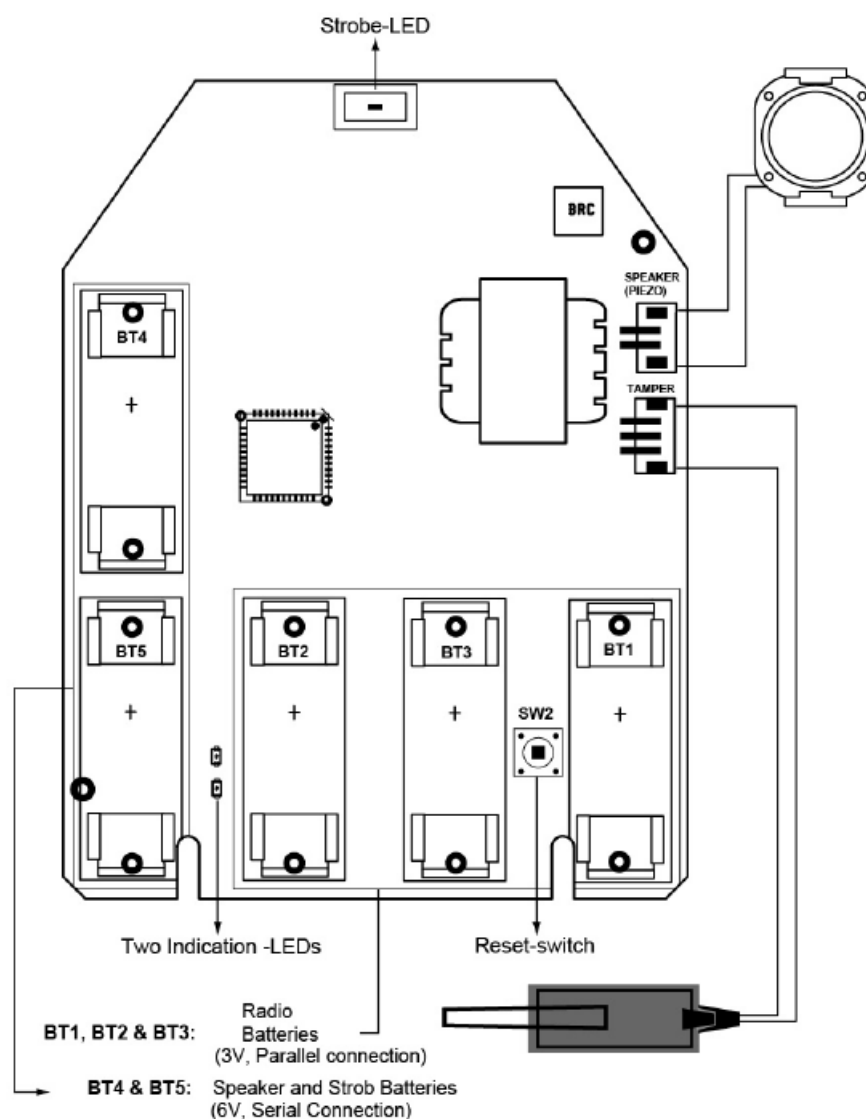 Strobe-LED
BRC
SPEAKER
(PIEZO)
BT4
TAMPER
BT5
BT2
BT3
BT1
SW2
Two Indication -LEDs
Reset-switch
BT1, BT2 & BT3: Radio
Batteries
(3V, Parallel connection)
BT4 & BT5: Speaker and Strob Batteries
(6V, Serial Connection)